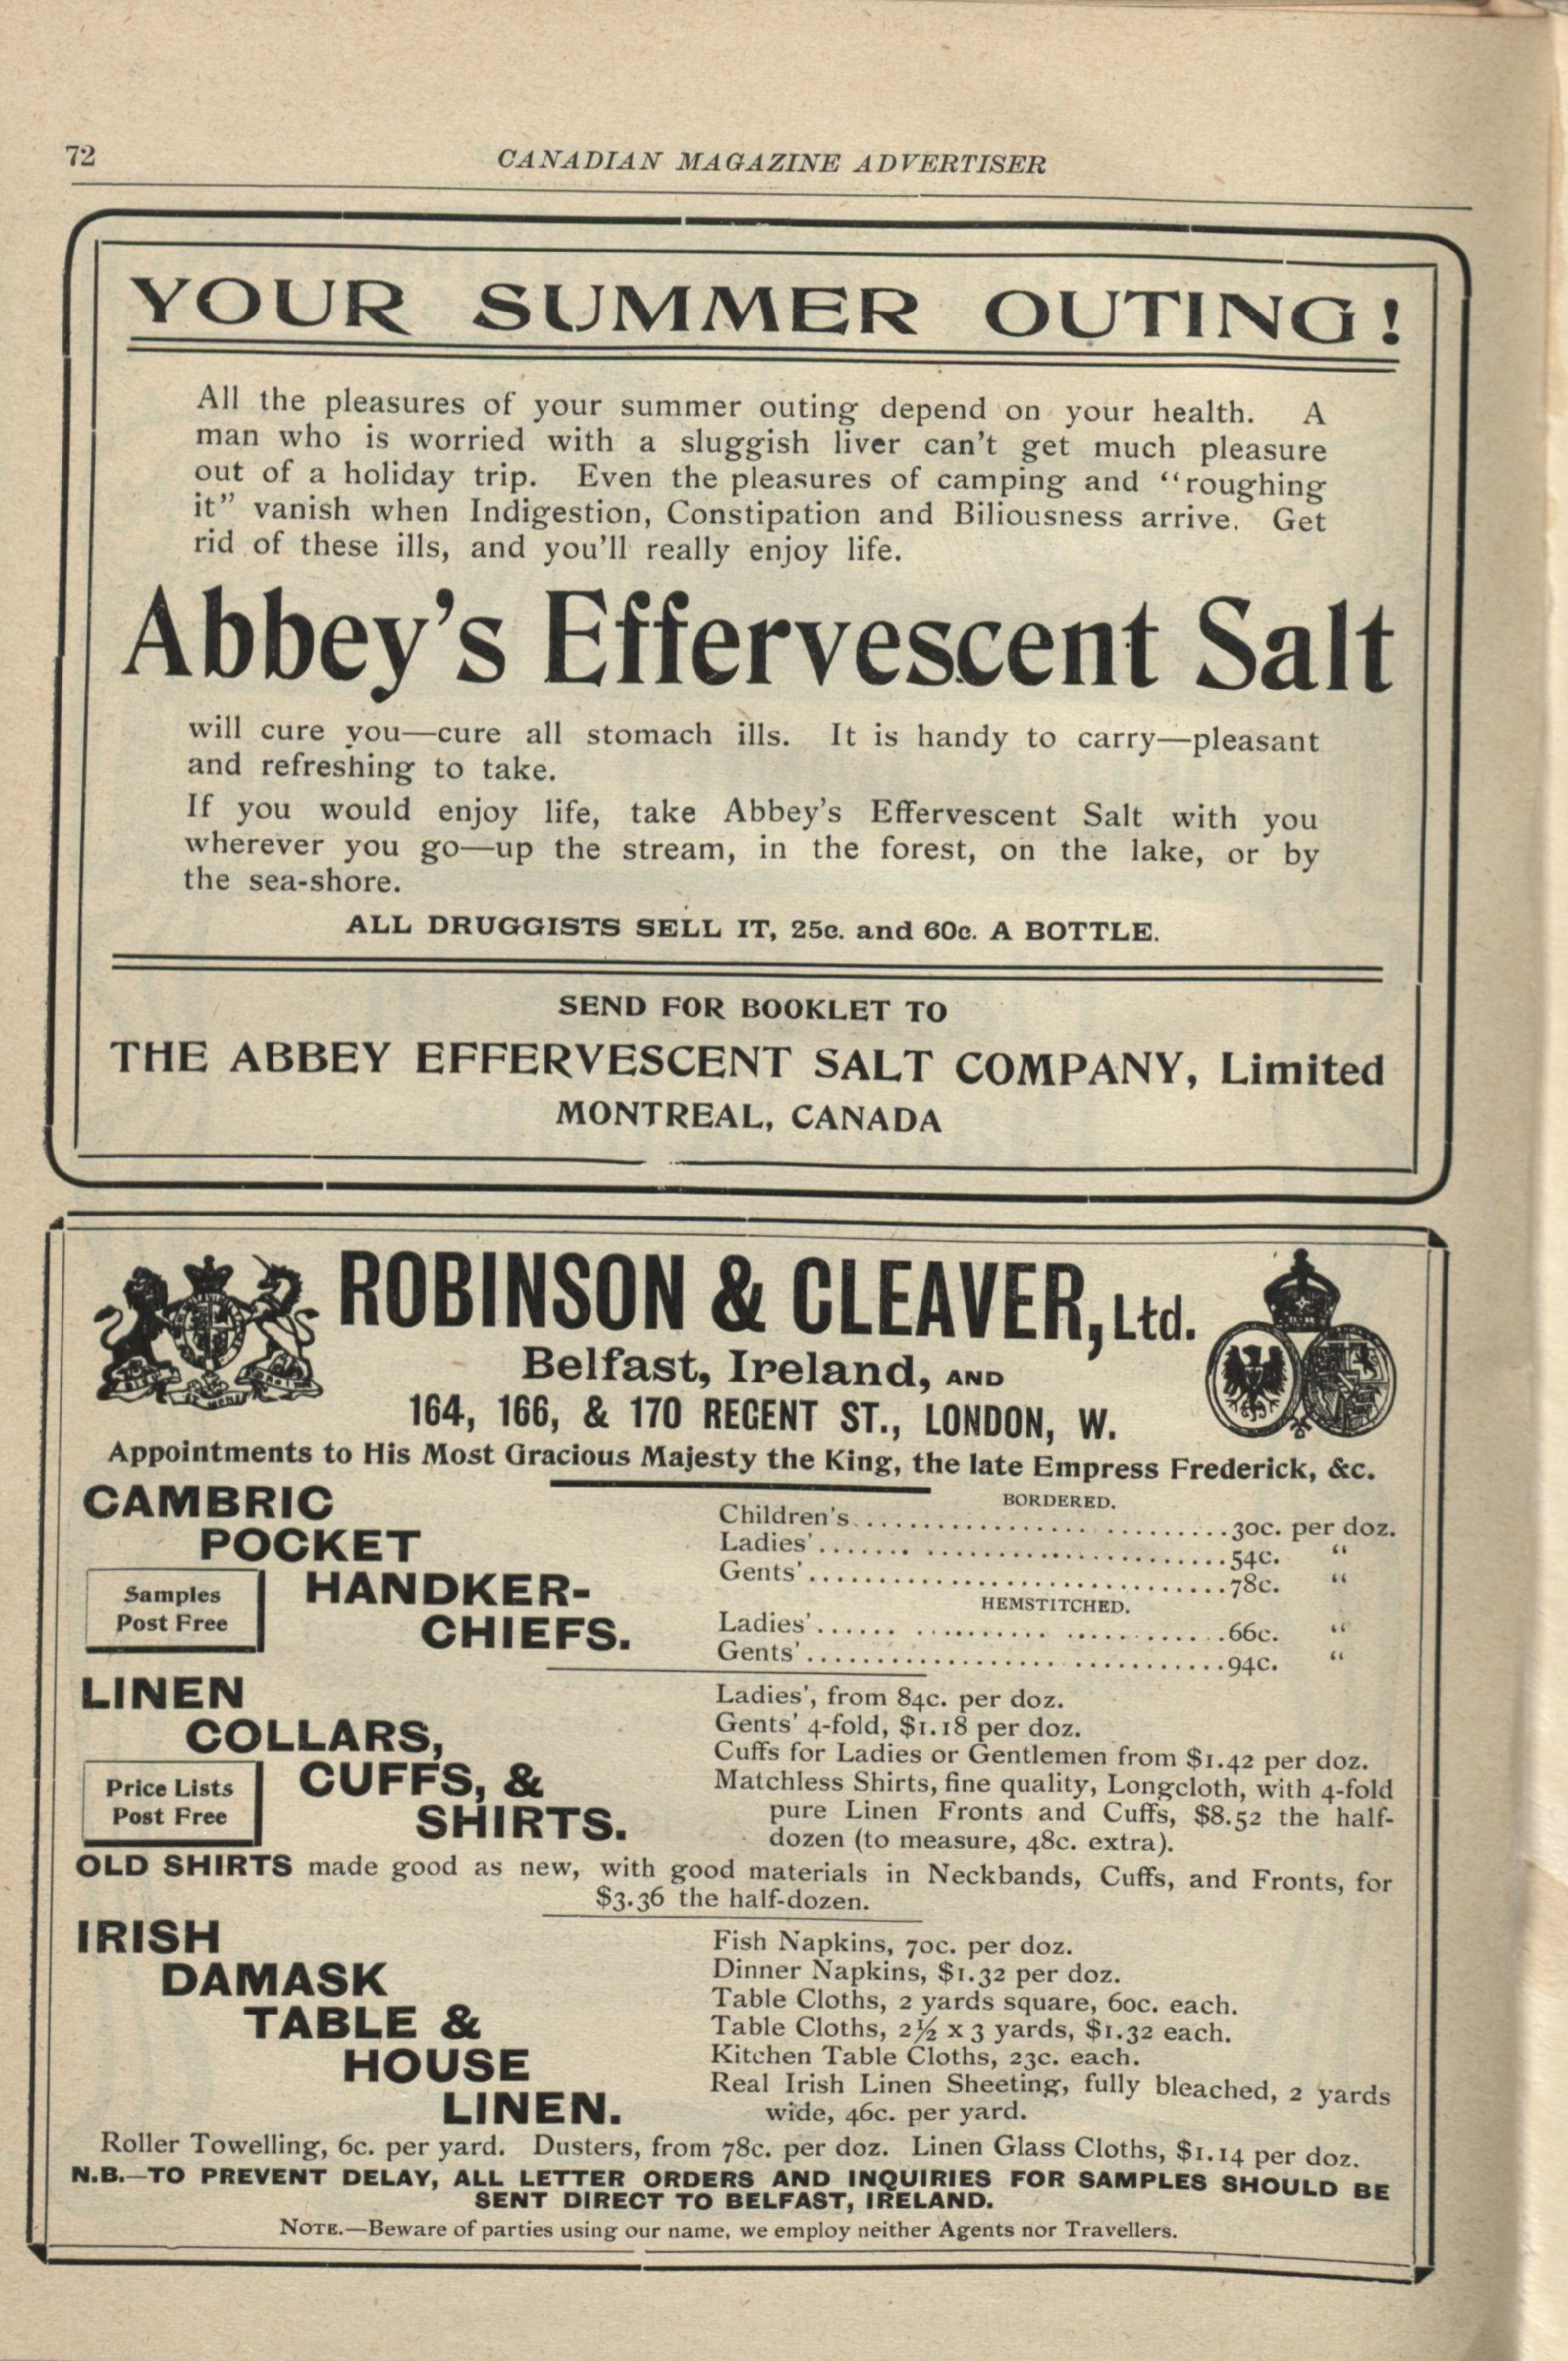 72
CANADIAN MAGAZINE ADVERTISER
YOUR SUMMER OUTING!
All the pleasures of your summer outing depend on your health. A
man who is worried with a sluggish liver can't get much pleasure
out of a holiday trip. Even the pleasures of camping and "roughing
it" vanish when Indigestion, Constipation and Biliousness arrive. Get
rid of these ills, and you'll really enjoy life.
Abbey's Effervescent Salt
will cure you—cure all stomach ills. It is handy to carry—pleasant
and refreshing to take.
If you would enjoy life, take Abbey's Effervescent Salt with you
wherever you go—up the stream, in the forest, on the lake, or by
the sea-shore.
ALL DRUGGISTS SELL IT, 25c. and 60c. A BOTTLE.
SEND FOR BOOKLET TO
THE ABBEY EFFERVESCENT SALT COMPANY, Limited
MONTREAL, CANADA
ROBINSON & CLEAVER, Ltd.
Belfast, Ireland, AND
164, 166, & 170 REGENT ST., LONDON, W.
Appointments to His Most Gracious Majesty the King, the late Empress Frederick, &c.
CAMBRIC
POCKET
HANDKER-
CHIEFS.
Samples
Post Free
BORDERED.
Children's.......................................30c. per doz.
Ladies'.......................................54c. "
Gents'.......................................78c. "
HEMSTITCHED.
Ladies'.......................................66c. "
Gents'.......................................94c. "
LINEN
COLLARS,
CUFFS, &
SHIRTS.
Price Lists
Post Free
Ladies', from 84c. per doz.
Gents' 4-fold, $1.18 per doz.
Cuffs for Ladies or Gentlemen from $1.42 per doz.
Matchless Shirts, fine quality, Longcloth, with 4-fold
pure Linen Fronts and Cuffs, $8.52 the half-
dozen (to measure, 48c. extra).
OLD SHIRTS made good as new, with good materials in Neckbands, Cuffs, and Fronts, for
$3.36 the half-dozen.
IRISH
DAMASK
TABLE &
HOUSE
LINEN.
Fish Napkins, 70c. per doz.
Dinner Napkins, $1.32 per doz.
Table Cloths, 2 yards square, 60c. each.
Table Cloths, 2½ x 3 yards, $1.32 each.
Kitchen Table Cloths, 23c. each.
Real Irish Linen Sheeting, fully bleached, 2 yards
wide, 46c. per yard.
Roller Towelling, 6c. per yard. Dusters, from 78c. per doz. Linen Glass Cloths, $1.14 per doz.
N.B.—TO PREVENT DELAY, ALL LETTER ORDERS AND INQUIRIES FOR SAMPLES SHOULD BE
SENT DIRECT TO BELFAST, IRELAND.
NOTE.—Beware of parties using our name, we employ neither Agents nor Travellers.